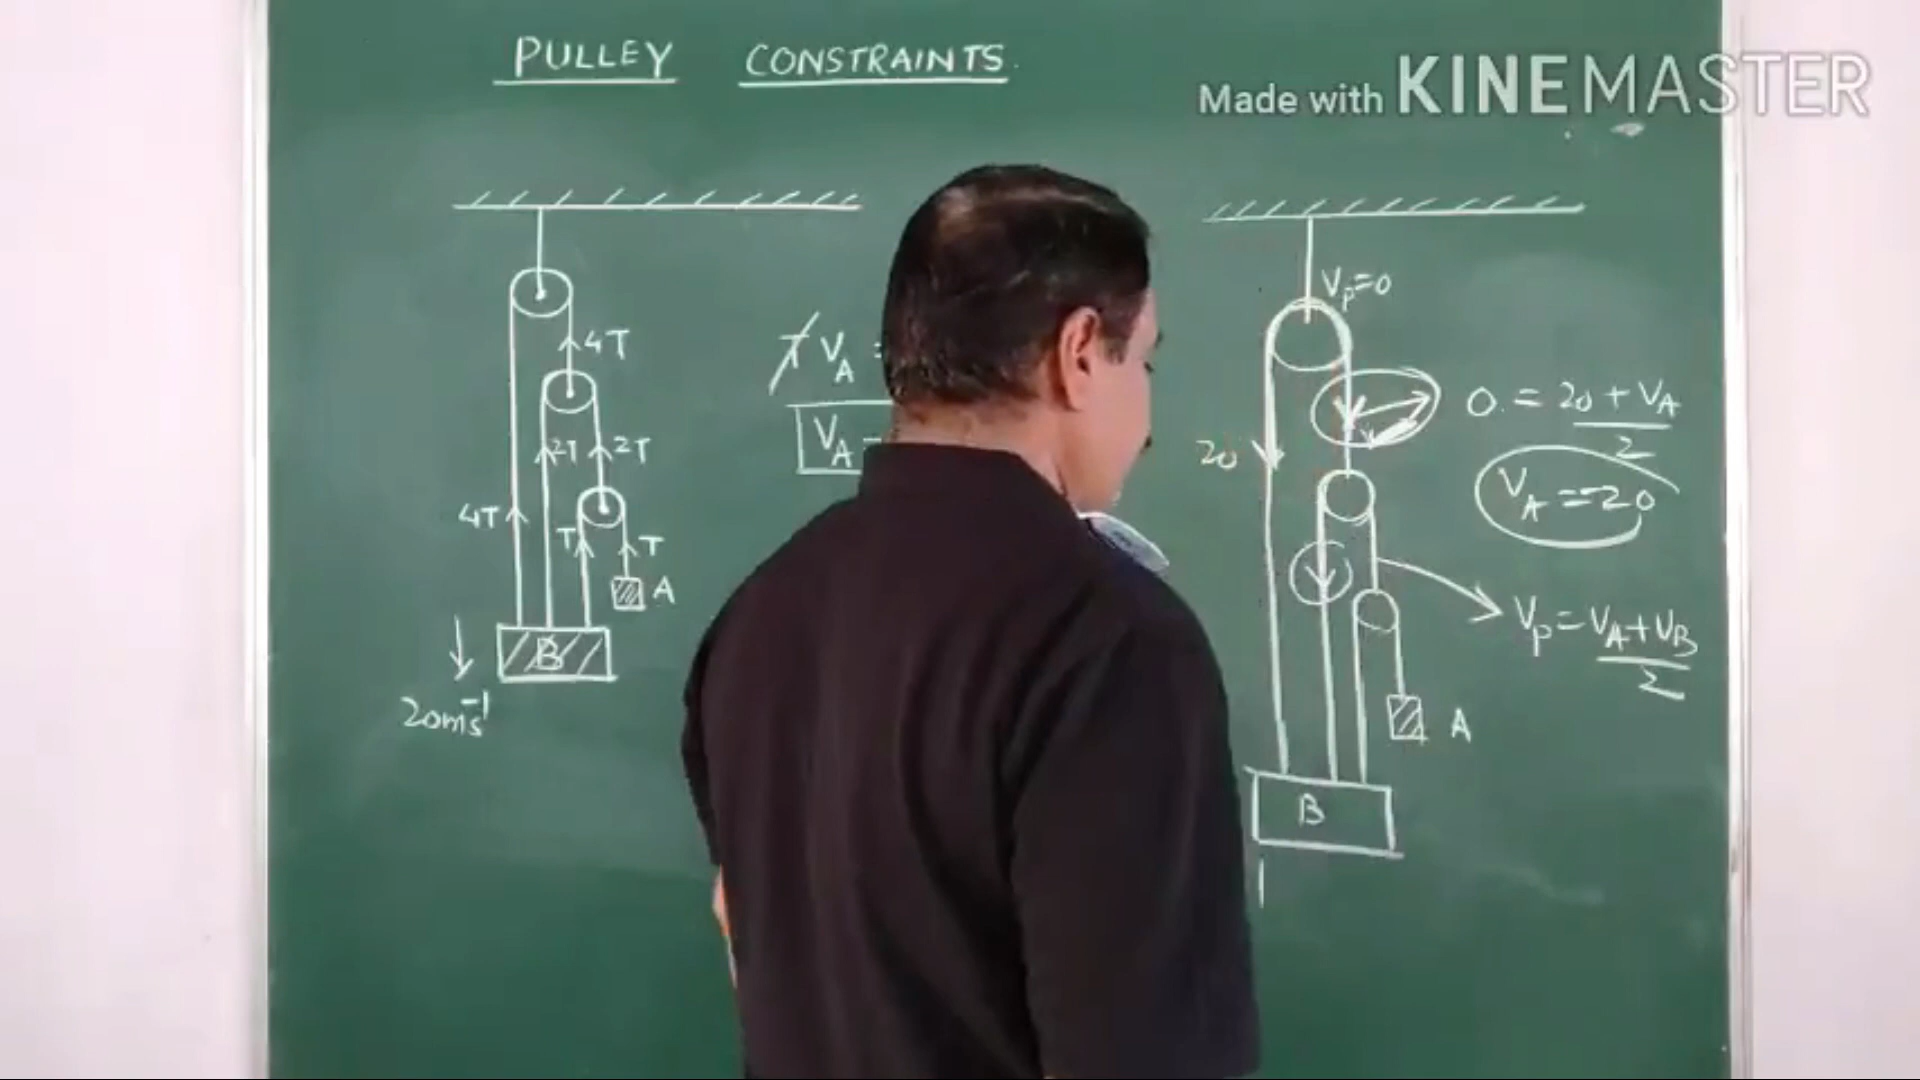 PULLEY CONSTRAINTS.
Made with KINEMASTER
4T
2T 2T
4T
T T
A
B
20ms⁻¹
V_A =
V_A =
V_P=0
20
0 = 20 + V_A
2
V_A = -20
V_P = V_A + V_B
2
A
B